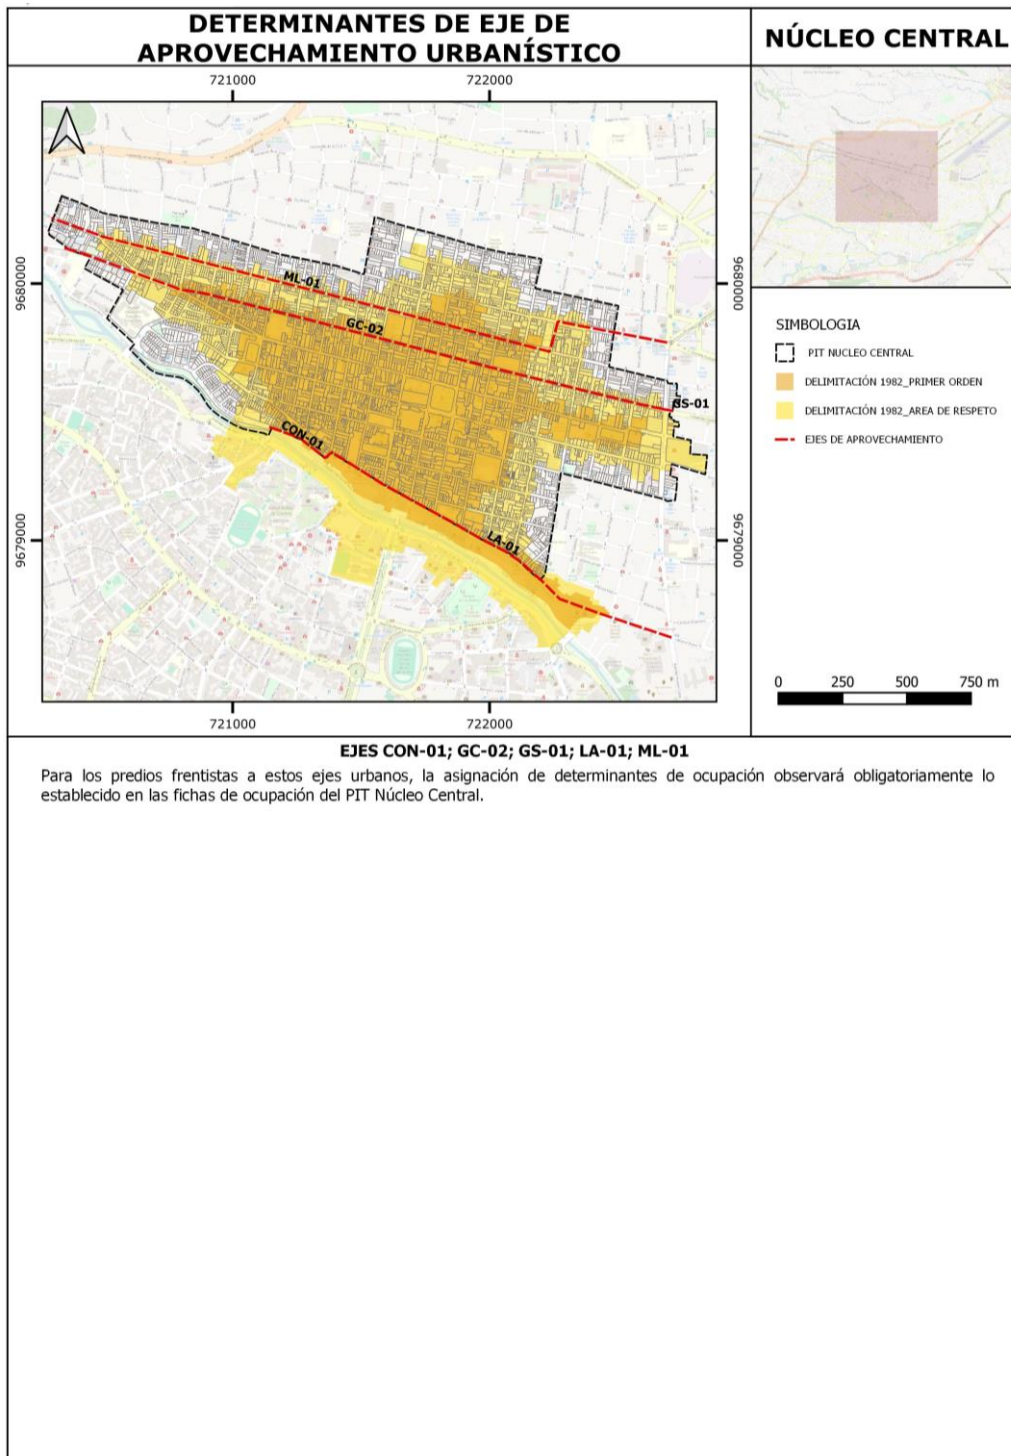 DETERMINANTES DE EJE DE
APROVECHAMIENTO URBANÍSTICO
NÚCLEO CENTRAL
721000
722000
9680000
9680000
ML-01
GC-02
GS-01
CON-01
LA-01
9679000
9679000
721000
722000
SIMBOLOGIA
PIT NUCLEO CENTRAL
DELIMITACIÓN 1982_PRIMER ORDEN
DELIMITACIÓN 1982_AREA DE RESPETO
EJES DE APROVECHAMIENTO
0 250 500 750 m
EJES CON-01; GC-02; GS-01; LA-01; ML-01
Para los predios frentistas a estos ejes urbanos, la asignación de determinantes de ocupación observará obligatoriamente lo
establecido en las fichas de ocupación del PIT Núcleo Central.